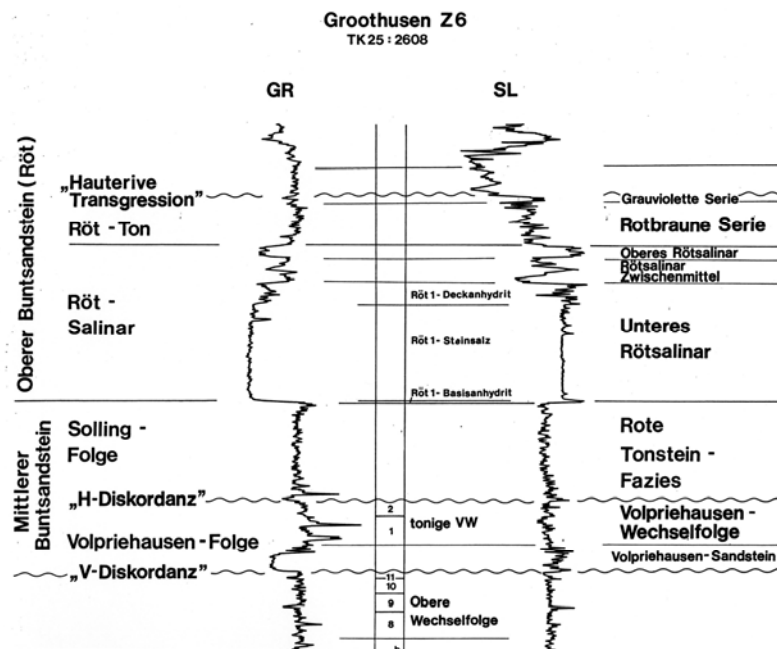 Groothusen Z6
TK25: 2608
GR
SL
Oberer Buntsandstein (Röt)
Mittlerer
Buntsandstein
„Hauterive
Transgression”
Röt - Ton
Röt -
Salinar
Solling -
Folge
„H-Diskordanz”
Volpriehausen - Folge
„V-Diskordanz”
Röt 1- Deckanhydrit
Röt 1- Steinsalz
Röt 1- Basisanhydrit
2
1
tonige VW
11
10
9
8
Obere
Wechselfolge
Grauviolette Serie
Rotbraune Serie
Oberes Rötsalinar
Rötsalinar
Zwischenmittel
Unteres
Rötsalinar
Rote
Tonstein -
Fazies
Volpriehausen-
Wechselfolge
Volpriehausen-Sandstein